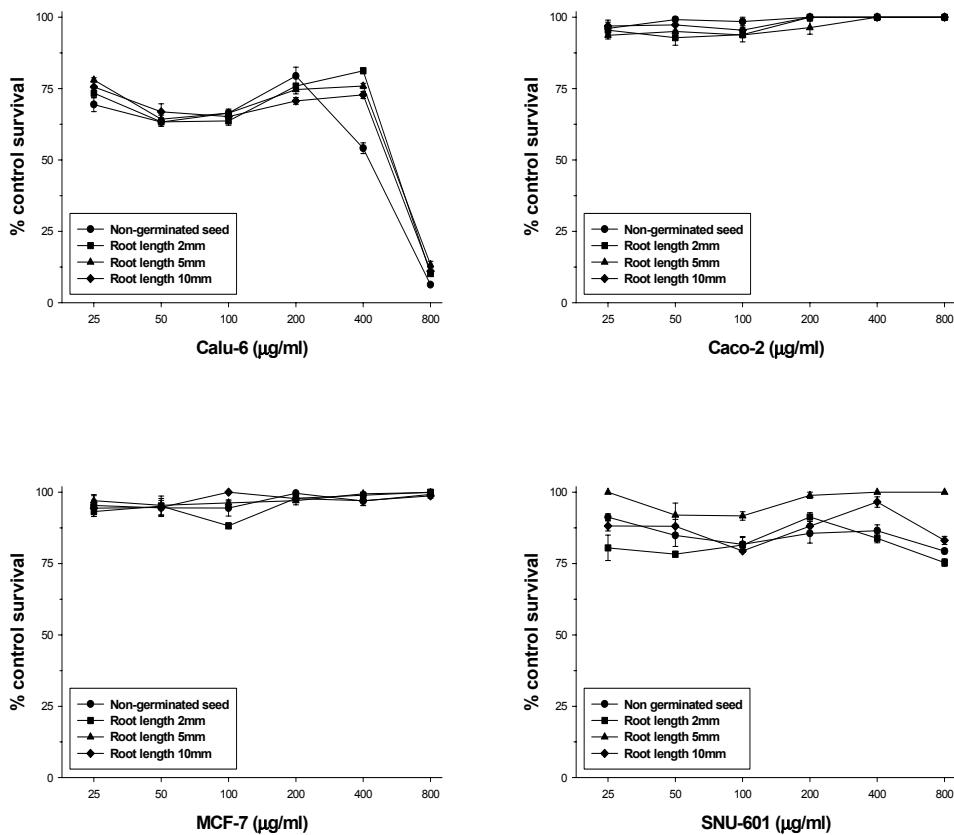 % control survival
100
75
50
25
0
Non-germinated seed
Root length 2mm
Root length 5mm
Root length 10mm
25 50 100 200 400 800
Calu-6 (μg/ml)
% control survival
100
75
50
25
0
Non-germinated seed
Root length 2mm
Root length 5mm
Root length 10mm
25 50 100 200 400 800
Caco-2 (μg/ml)
% control survival
100
75
50
25
0
Non-germinated seed
Root length 2mm
Root length 5mm
Root length 10mm
25 50 100 200 400 800
MCF-7 (μg/ml)
% control survival
100
75
50
25
0
Non germinated seed
Root length 2mm
Root length 5mm
Root length 10mm
25 50 100 200 400 800
SNU-601 (μg/ml)